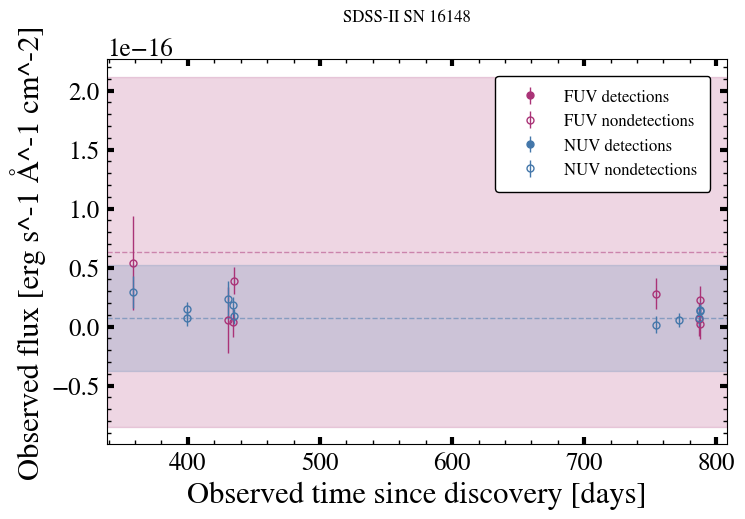 SDSS-II SN 16148
1e−16
2.0
1.5
1.0
0.5
0.0
−0.5
Observed flux [erg s^-1 Å^-1 cm^-2]
FUV detections
FUV nondetections
NUV detections
NUV nondetections
400 500 600 700 800
Observed time since discovery [days]